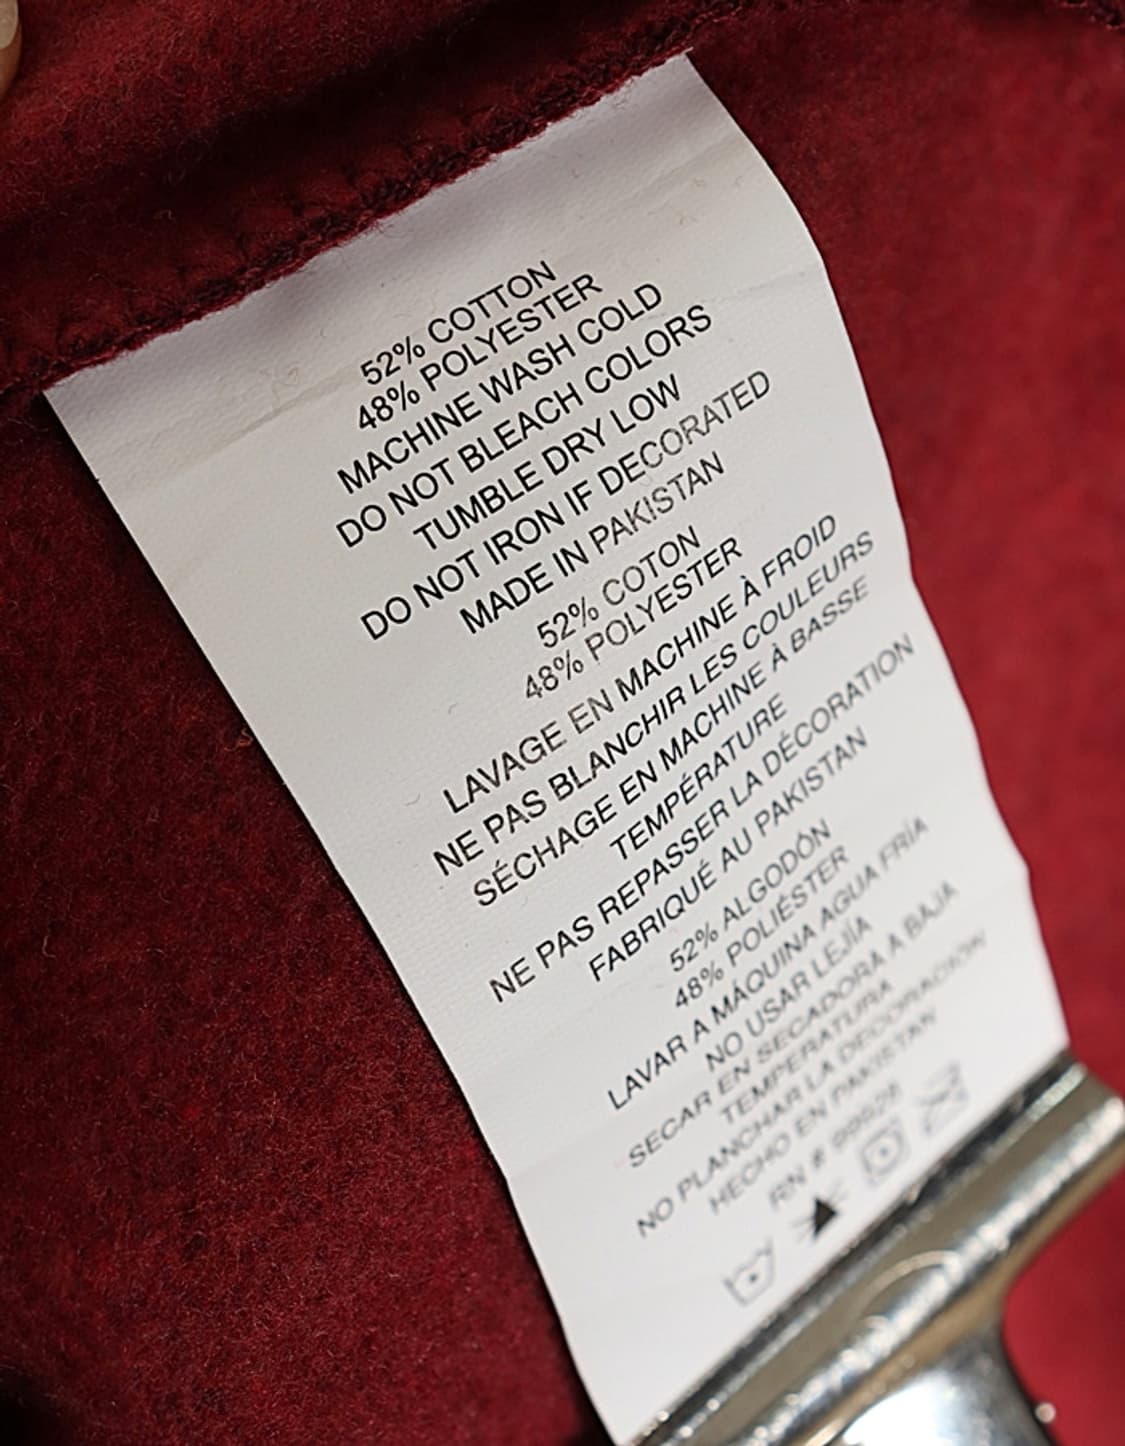 52% COTTON
48% POLYESTER
MACHINE WASH COLD
DO NOT BLEACH COLORS
TUMBLE DRY LOW
DO NOT IRON IF DECORATED
MADE IN PAKISTAN
52% COTON
48% POLYESTER
LAVAGE EN MACHINE À FROID
NE PAS BLANCHIR LES COULEURS
SÉCHAGE EN MACHINE À BASSE
TEMPÉRATURE
NE PAS REPASSER LA DÉCORATION
FABRIQUÉ AU PAKISTAN
52% ALGODÓN
48% POLIÉSTER
LAVAR A MÁQUINA AGUA FRÍA
NO USAR LEJÍA
SECAR EN SECADORA A BAJA
TEMPERATURA
NO PLANCHAR LA DECORACIÓN
HECHO EN PAKISTAN
RN #